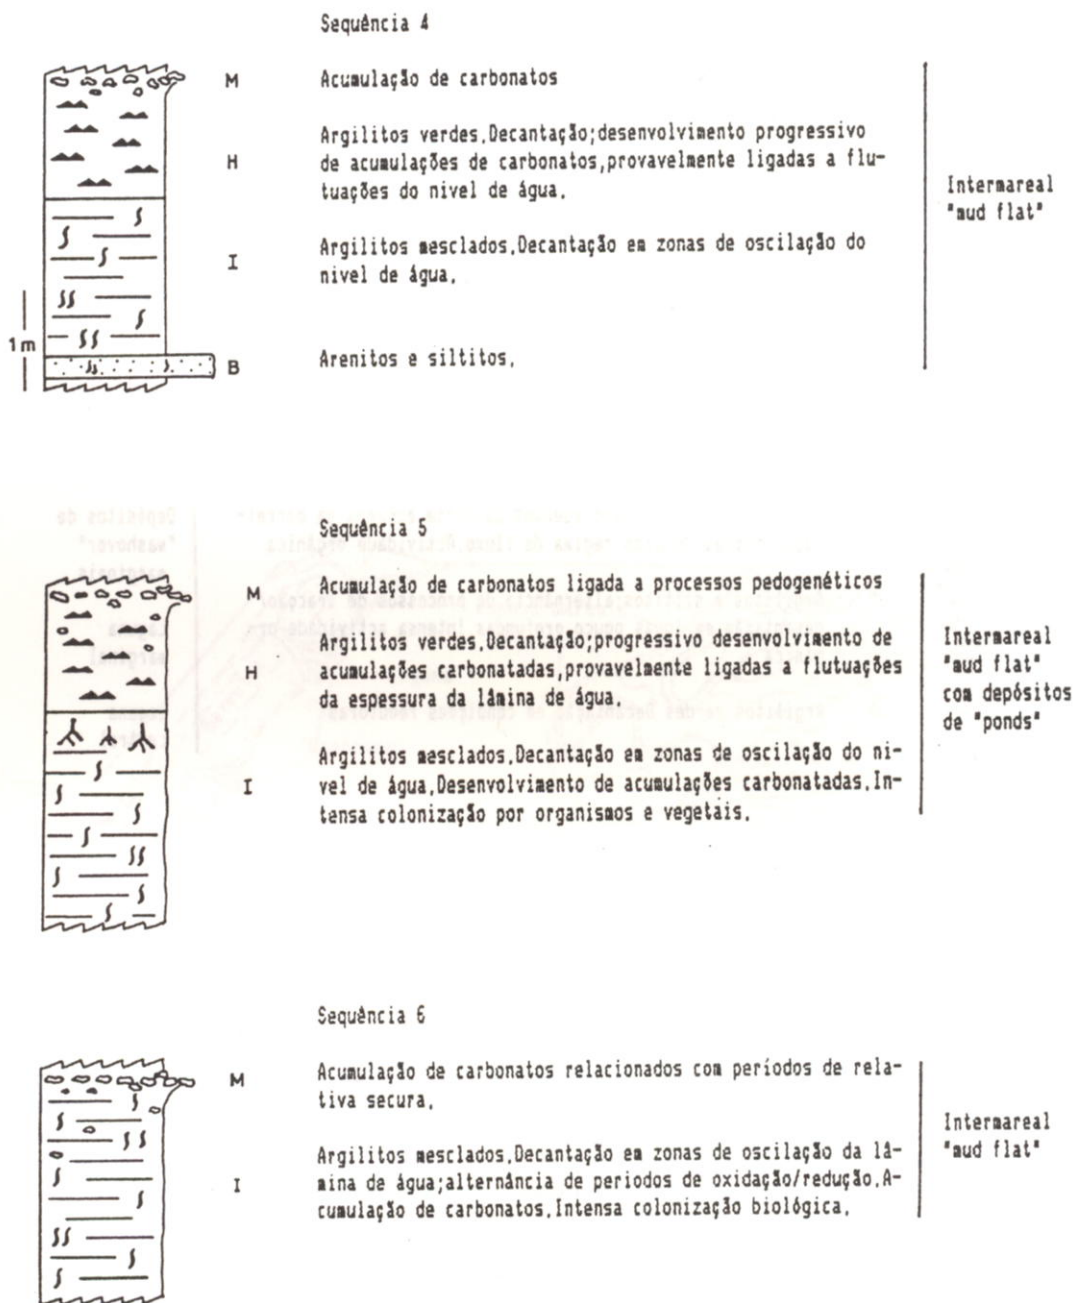 Sequência 4
M Acumulação de carbonatos
Argilitos verdes.Decantação;desenvolvimento progressivo
H de acumulações de carbonatos,provavelmente ligadas a flu-
tuações do nivel de água.
Intermareal
"mud flat"
I Argilitos mesclados.Decantação em zonas de oscilação do
nivel de água.
1m
B Arenitos e siltitos.
Sequência 5
M Acumulação de carbonatos ligada a processos pedogenéticos
Argilitos verdes.Decantação;progressivo desenvolvimento de
H acumulações carbonatadas,provavelmente ligadas a flutuações
da espessura da lâmina de água.
Intermareal
"mud flat"
com depósitos
de "ponds"
Argilitos mesclados.Decantação em zonas de oscilação do ni-
I vel de água.Desenvolvimento de acumulações carbonatadas.In-
tensa colonização por organismos e vegetais.
Sequência 6
M Acumulação de carbonatos relacionados com períodos de rela-
tiva secura.
Intermareal
"mud flat"
Argilitos mesclados.Decantação em zonas de oscilação da lâ-
I mina de água;alternância de periodos de oxidação/redução.A-
cumulação de carbonatos.Intensa colonização biológica.